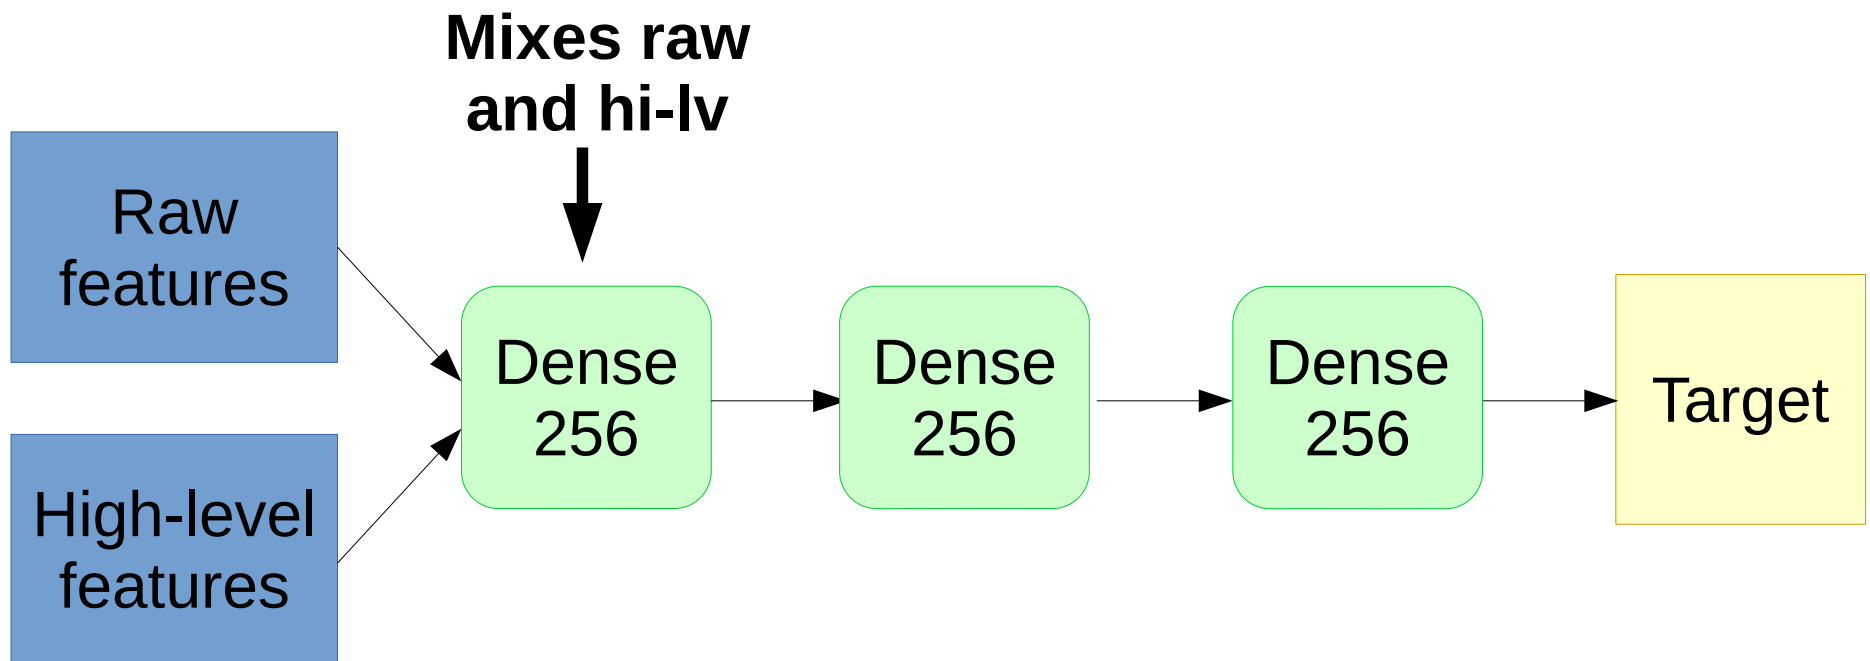 Mixes raw
and hi-lv
Raw
features
High-level
features
Dense
256
Dense
256
Dense
256
Target